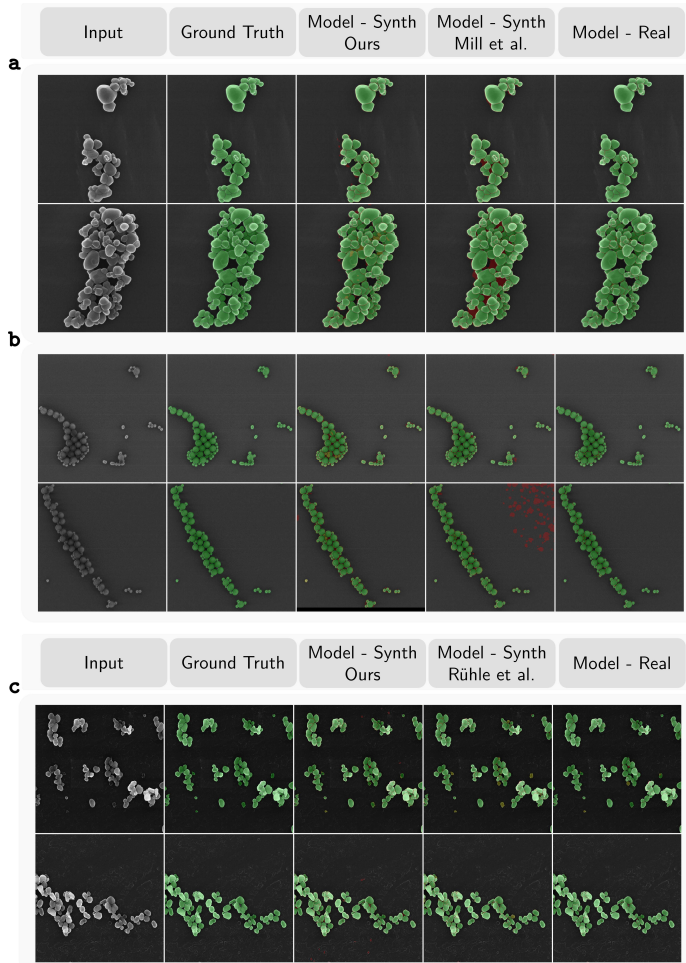 Input
Ground Truth
Model - Synth
Ours
Model - Synth
Mill et al.
Model - Real
a
b
Input
Ground Truth
Model - Synth
Ours
Model - Synth
Rühle et al.
Model - Real
c